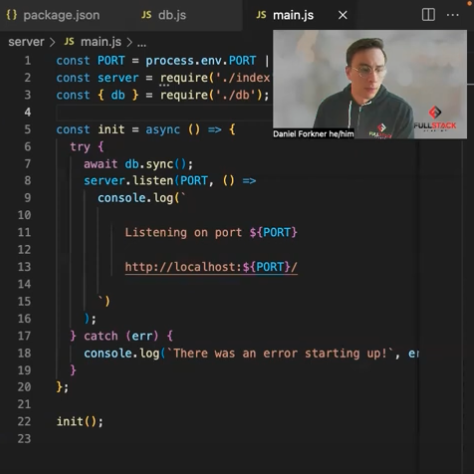 {} package.json JS db.js JS main.js ×
server > JS main.js > ...
1 const PORT = process.env.PORT |
2 const server = require('./index
3 const { db } = require('./db');
4
5 const init = async () => {
6 try {
7 await db.sync();
8 server.listen(PORT, () =>
9 console.log(`
10
11 Listening on port ${PORT}
12
13 http://localhost:${PORT}/
14
15 `)
16 );
17 } catch (err) {
18 console.log(`There was an error starting up!`, er
19 }
20 };
21
22 init();
23
Daniel Forkner he/him
FULLSTACK
ACADEMY